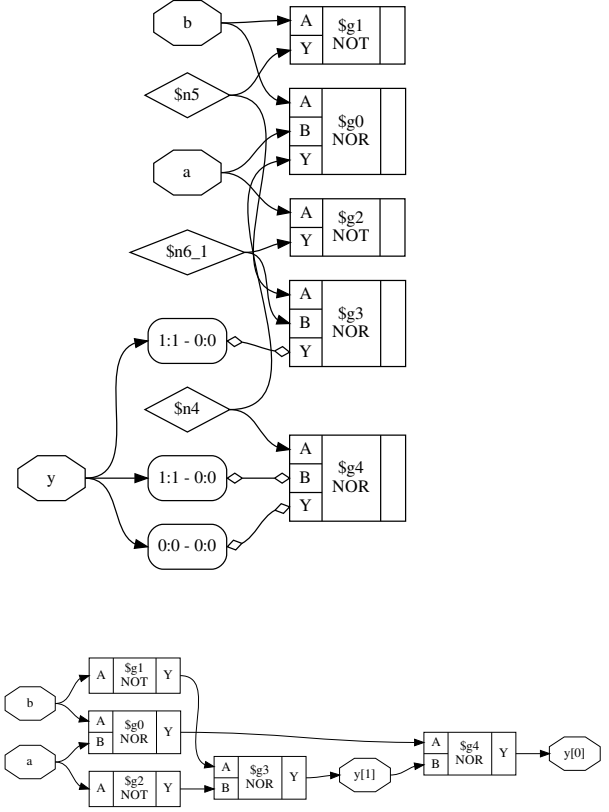 b
A
$g1
NOT
Y
$n5
A
$g0
NOR
B
Y
a
A
$g2
NOT
Y
$n6_1
A
$g3
NOR
B
Y
1:1 - 0:0
$n4
A
$g4
NOR
B
Y
y
1:1 - 0:0
0:0 - 0:0
b
A
$g1
NOT
Y
A
B
$g0
NOR
Y
a
A
$g2
NOT
Y
A
B
$g3
NOR
Y
y[1]
A
B
$g4
NOR
Y
y[0]